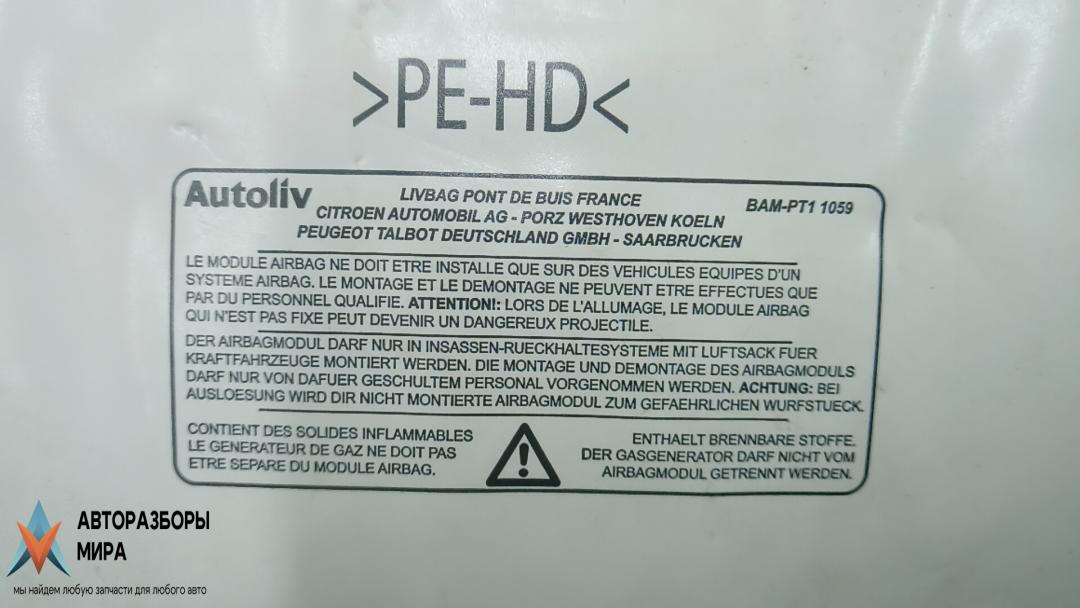 >PE-HD<
Autoliv
LIVBAG PONT DE BUIS FRANCE
BAM-PT1 1059
CITROEN AUTOMOBIL AG - PORZ WESTHOVEN KOELN
PEUGEOT TALBOT DEUTSCHLAND GMBH - SAARBRUCKEN
LE MODULE AIRBAG NE DOIT ETRE INSTALLE QUE SUR DES VEHICULES EQUIPES D'UN
SYSTEME AIRBAG. LE MONTAGE ET LE DEMONTAGE NE PEUVENT ETRE EFFECTUES QUE
PAR DU PERSONNEL QUALIFIE. ATTENTION!: LORS DE L'ALLUMAGE, LE MODULE AIRBAG
QUI N'EST PAS FIXE PEUT DEVENIR UN DANGEREUX PROJECTILE.
DER AIRBAGMODUL DARF NUR IN INSASSEN-RUECKHALTESYSTEME MIT LUFTSACK FUER
KRAFTFAHRZEUGE MONTIERT WERDEN. DIE MONTAGE UND DEMONTAGE DES AIRBAGMODULS
DARF NUR VON DAFUER GESCHULTEM PERSONAL VORGENOMMEN WERDEN. ACHTUNG: BEI
AUSLOESUNG WIRD DIR NICHT MONTIERTE AIRBAGMODUL ZUM GEFAEHRLICHEN WURFSTUECK.
CONTIENT DES SOLIDES INFLAMMABLES
LE GENERATEUR DE GAZ NE DOIT PAS
ETRE SEPARE DU MODULE AIRBAG.
!
ENTHAELT BRENNBARE STOFFE.
DER GASGENERATOR DARF NICHT VOM
AIRBAGMODUL GETRENNT WERDEN.
АВТОРАЗБОРЫ
МИРА
мы найдем любую запчасти для любого авто